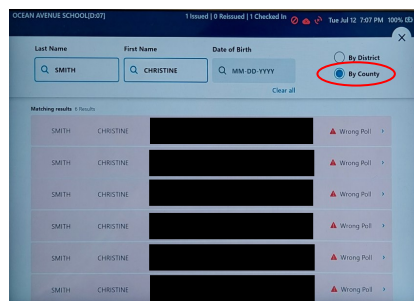 OCEAN AVENUE SCHOOL[D:07] 1 Issued | 0 Reissued | 1 Checked In Tue Jul 12 7:07 PM 100%
Last Name First Name Date of Birth
By District
SMITH CHRISTINE MM-DD-YYYY
By County
Clear all
Matching results 6 Results
SMITH CHRISTINE Wrong Poll
SMITH CHRISTINE Wrong Poll
SMITH CHRISTINE Wrong Poll
SMITH CHRISTINE Wrong Poll
SMITH CHRISTINE Wrong Poll
SMITH CHRISTINE Wrong Poll